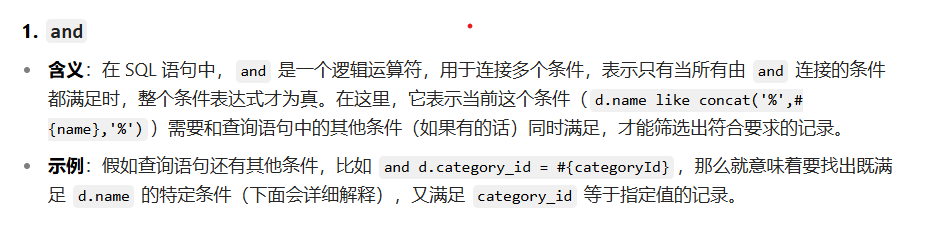 1. and
含义：在 SQL 语句中， and 是一个逻辑运算符，用于连接多个条件，表示只有当所有由 and 连接的条件
都满足时，整个条件表达式才为真。在这里，它表示当前这个条件（ d.name like concat('%',#
{name},'%') ）需要和查询语句中的其他条件（如果有的话）同时满足，才能筛选出符合要求的记录。
示例：假如查询语句还有其他条件，比如 and d.category_id = #{categoryId} ，那么就意味着要找出既满
足 d.name 的特定条件（下面会详细解释），又满足 category_id 等于指定值的记录。